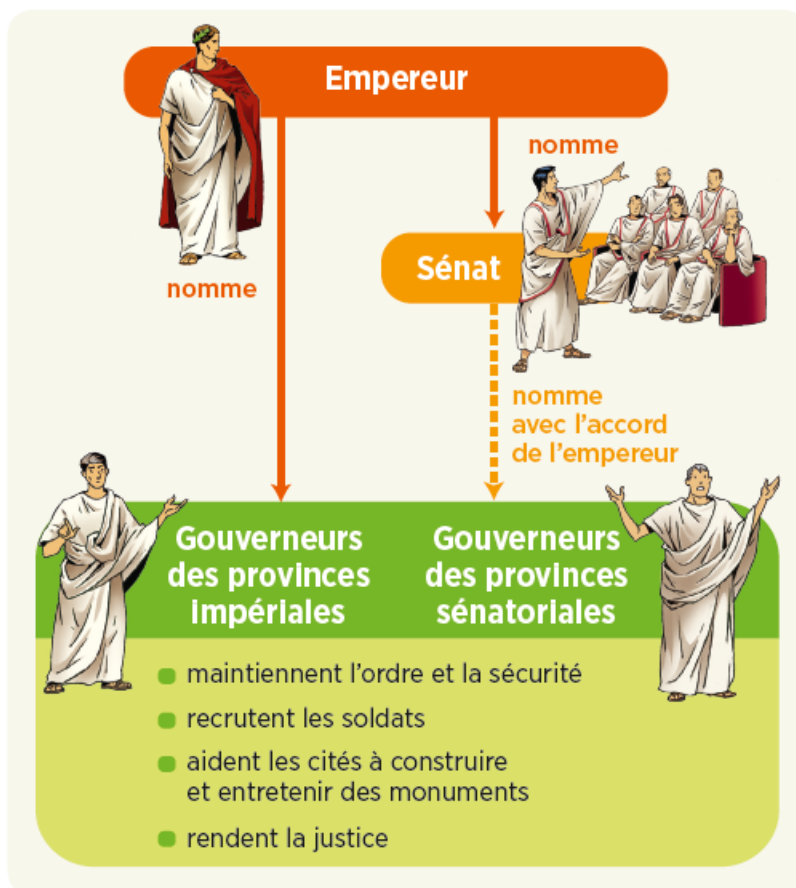 Empereur
nomme
nomme
Sénat
nomme
avec l'accord
de l'empereur
Gouverneurs
des provinces
impériales
Gouverneurs
des provinces
sénatoriales
maintiennent l'ordre et la sécurité
recrutent les soldats
aident les cités à construire
et entretenir des monuments
rendent la justice